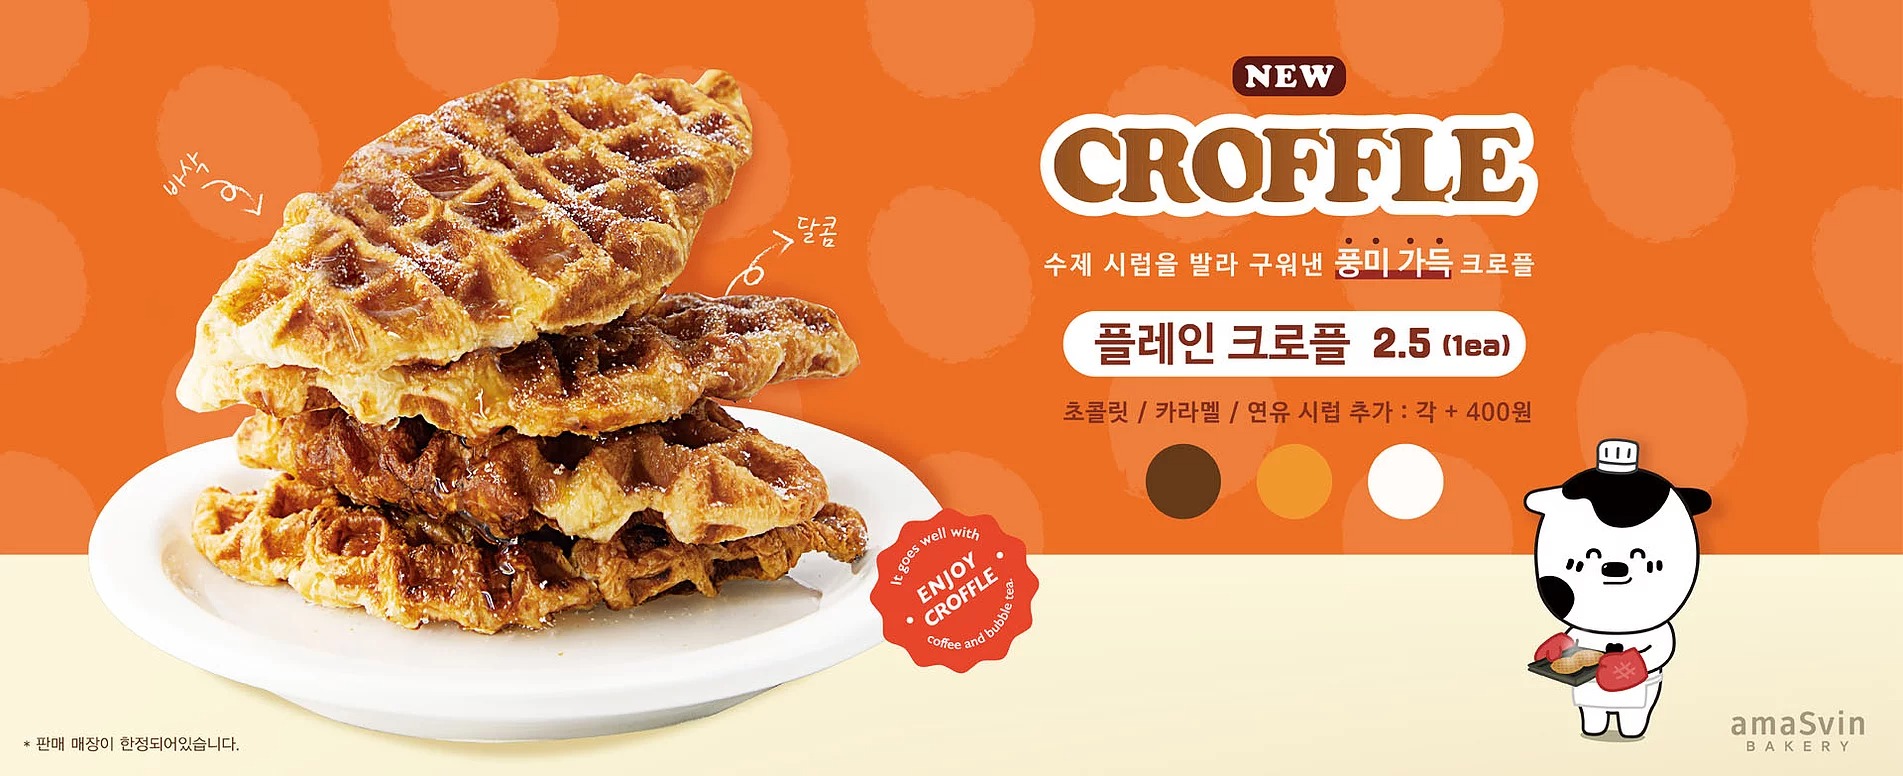 바삭
달콤
NEW
CROFFLE
수제 시럽을 발라 구워낸 풍미 가득 크로플
플레인 크로플 2.5 (1ea)
초콜릿 / 카라멜 / 연유 시럽 추가 : 각 + 400원
It goes well with
ENJOY
CROFFLE
coffee and bubble tea.
* 판매 매장이 한정되어있습니다.
amaSvin
BAKERY